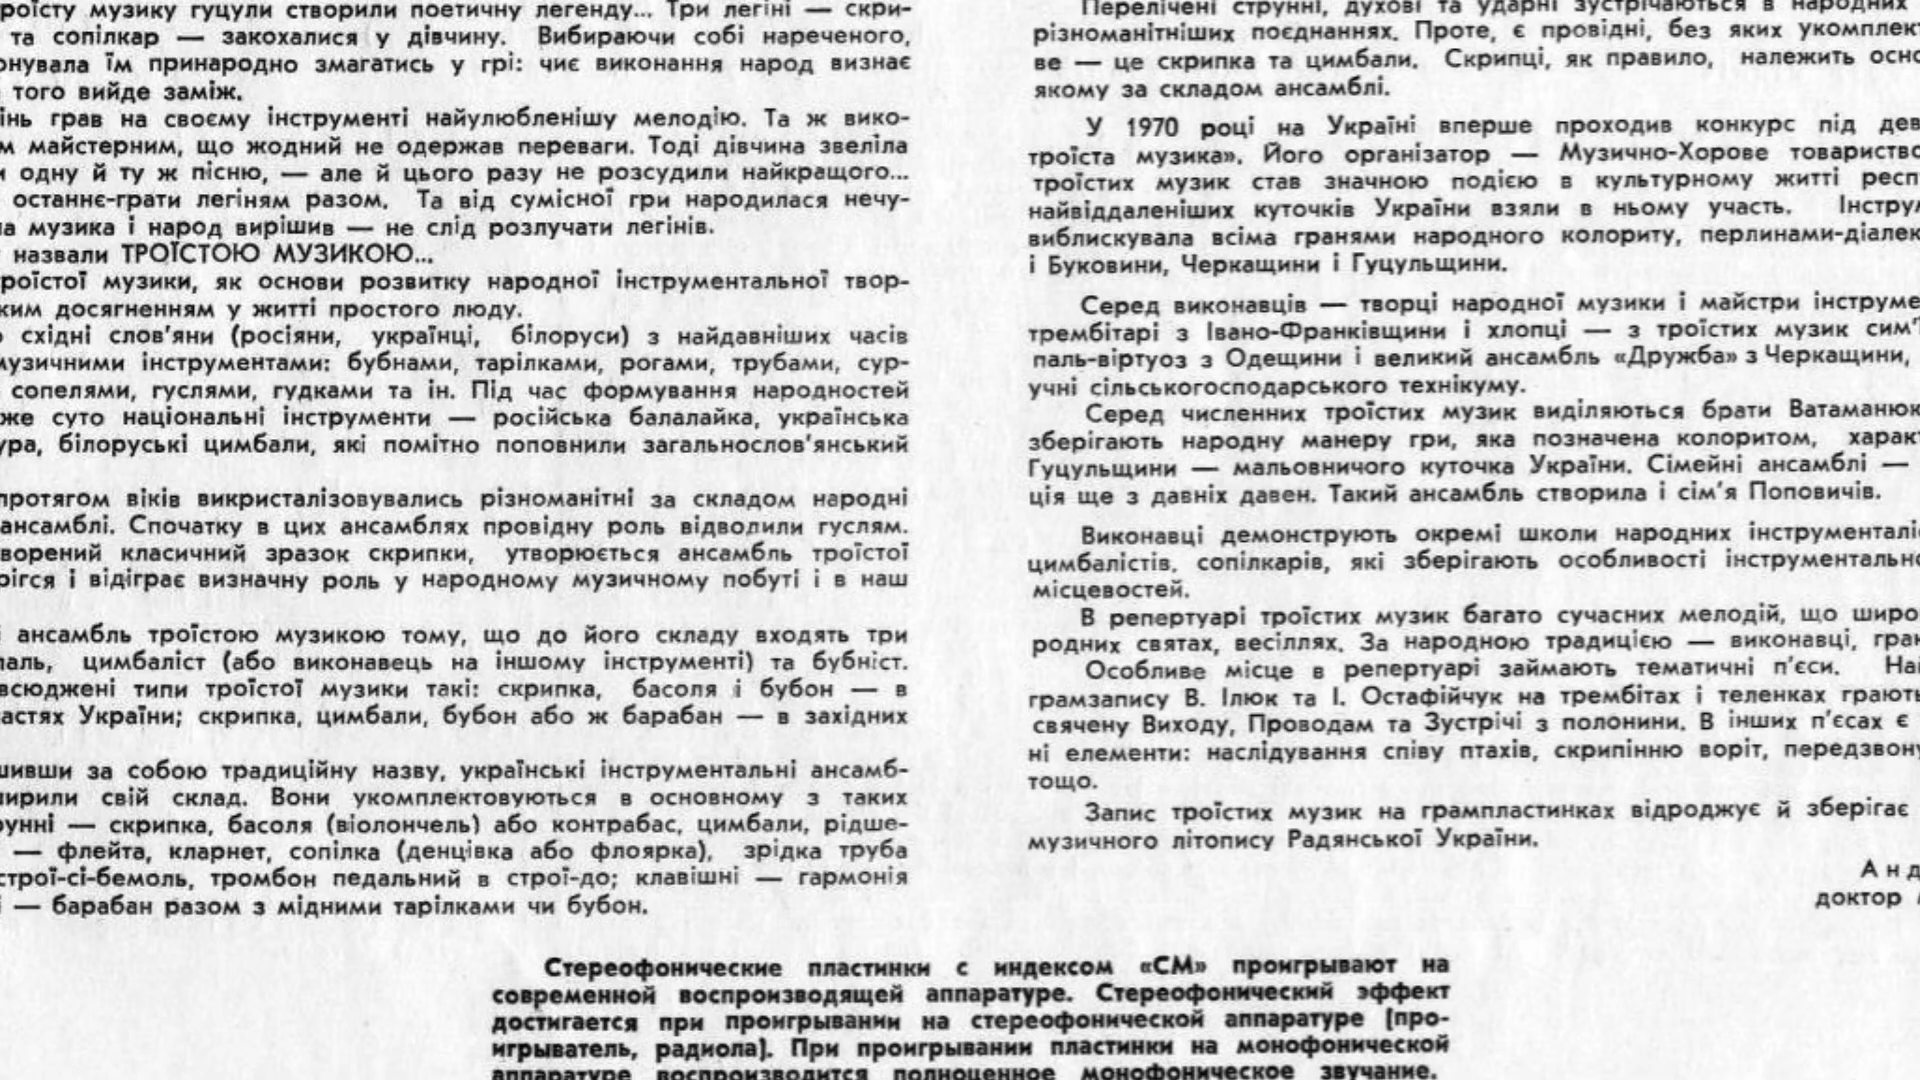 роїсту музику гуцули створили поетичну легенду... Три легіні — скри-
та сопілкар — закохалися у дівчину. Вибираючи собі нареченого,
онувала їм принародно змагатись у грі: чиє виконання народ визнає
того вийде заміж.
інь грав на своєму інструменті найулюбленішу мелодію. Та ж вико-
м майстерним, що жодний не одержав переваги. Тоді дівчина звеліла
и одну й ту ж пісню, — але й цього разу не розсудили найкращого...
останнє-грати легіням разом. Та від сумісної гри народилася нечу-
на музика і народ вирішив — не слід розлучати легінів.
назвали ТРОЇСТОЮ МУЗИКОЮ...
роїстої музики, як основи розвитку народної інструментальної твор-
ким досягненням у житті простого люду.
східні слов'яни (росіяни, українці, білоруси) з найдавніших часів
музичними інструментами: бубнами, тарілками, рогами, трубами, сур-
сопелями, гуслями, гудками та ін. Під час формування народностей
же суто національні інструменти — російська балалайка, українська
ура, білоруські цимбали, які помітно поповнили загальнослов'янський
протягом віків викристалізовувались різноманітні за складом народні
ансамблі. Спочатку в цих ансамблях провідну роль відводили гуслям.
ворений класичний зразок скрипки, утворюється ансамбль троїстої
рігся і відіграє визначну роль у народному музичному побуті і в наш
ансамбль троїстою музикою тому, що до його складу входять три
паль, цимбаліст (або виконавець на іншому інструменті) та бубніст.
всюджені типи троїстої музики такі: скрипка, басоля і бубон — в
астях України; скрипка, цимбали, бубон або ж барабан — в західних
шивши за собою традиційну назву, українські інструментальні ансамб-
ширили свій склад. Вони укомплектовуються в основному з таких
рунні — скрипка, басоля (віолончель) або контрабас, цимбали, рідше-
— флейта, кларнет, сопілка (денцівка або флоярка), зрідка труба
строї-сі-бемоль, тромбон педальний в строї-до; клавішні — гармонія
і — барабан разом з мідними тарілками чи бубон.
Перелічені струнні, духові та ударні зустрічаються в народних
різноманітніших поєднаннях. Проте, є провідні, без яких укомплект
ве — це скрипка та цимбали. Скрипці, як правило, належить осно
якому за складом ансамблі.
У 1970 році на Україні вперше проходив конкурс під дев
троїста музика». Його організатор — Музично-Хорове товариство
троїстих музик став значною подією в культурному житті респ
найвіддаленіших куточків України взяли в ньому участь. Інструм
виблискувала всіма гранями народного колориту, перлинами-діалек
і Буковини, Черкащини і Гуцульщини.
Серед виконавців — творці народної музики і майстри інструме
трембітарі з Івано-Франківщини і хлопці — з троїстих музик сим'ї
паль-віртуоз з Одещини і великий ансамбль «Дружба» з Черкащини,
учні сільськогосподарського технікуму.
Серед численних троїстих музик виділяються брати Ватаманюк
зберігають народну манеру гри, яка позначена колоритом, характ
Гуцульщини — мальовничого куточка України. Сімейні ансамблі —
ція ще з давніх давен. Такий ансамбль створила і сім'я Поповичів.
Виконавці демонструють окремі школи народних інструменталіс
цимбалістів, сопілкарів, які зберігають особливості інструментально
місцевостей.
В репертуарі троїстих музик багато сучасних мелодій, що широ
родних святах, весіллях. За народною традицією — виконавці, гран
Особливе місце в репертуарі займають тематичні п'єси. На
грамзапису В. Ілюк та І. Остафійчук на трембітах і теленках грають
свячену Виходу, Проводам та Зустрічі з полонини. В інших п'єсах є
ні елементи: наслідування співу птахів, скрипінню воріт, передзвону
тощо.
Запис троїстих музик на грампластинках відроджує й зберігає
музичного літопису Радянської України.
Анд
доктор
Стереофонические пластинки с индексом «СМ» проигрывают на
современной воспроизводящей аппаратуре. Стереофонический эффект
достигается при проигрывании на стереофонической аппаратуре (про-
игрыватель, радиола). При проигрывании пластинки на монофонической
аппаратуре воспроизводится полноценное монофоническое звучание.